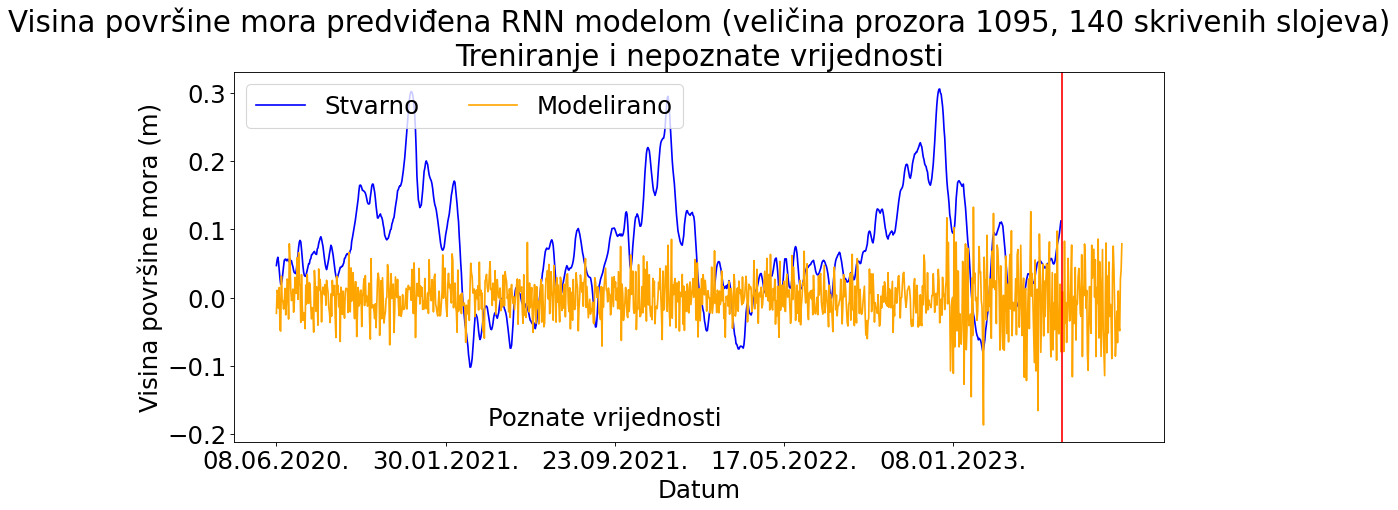 Visina površine mora predviđena RNN modelom (veličina prozora 1095, 140 skrivenih slojeva)
Treniranje i nepoznate vrijednosti
Stvarno
Modelirano
Visina površine mora (m)
0.3
0.2
0.1
0.0
−0.1
−0.2
Poznate vrijednosti
08.06.2020.
30.01.2021.
23.09.2021.
17.05.2022.
08.01.2023.
Datum